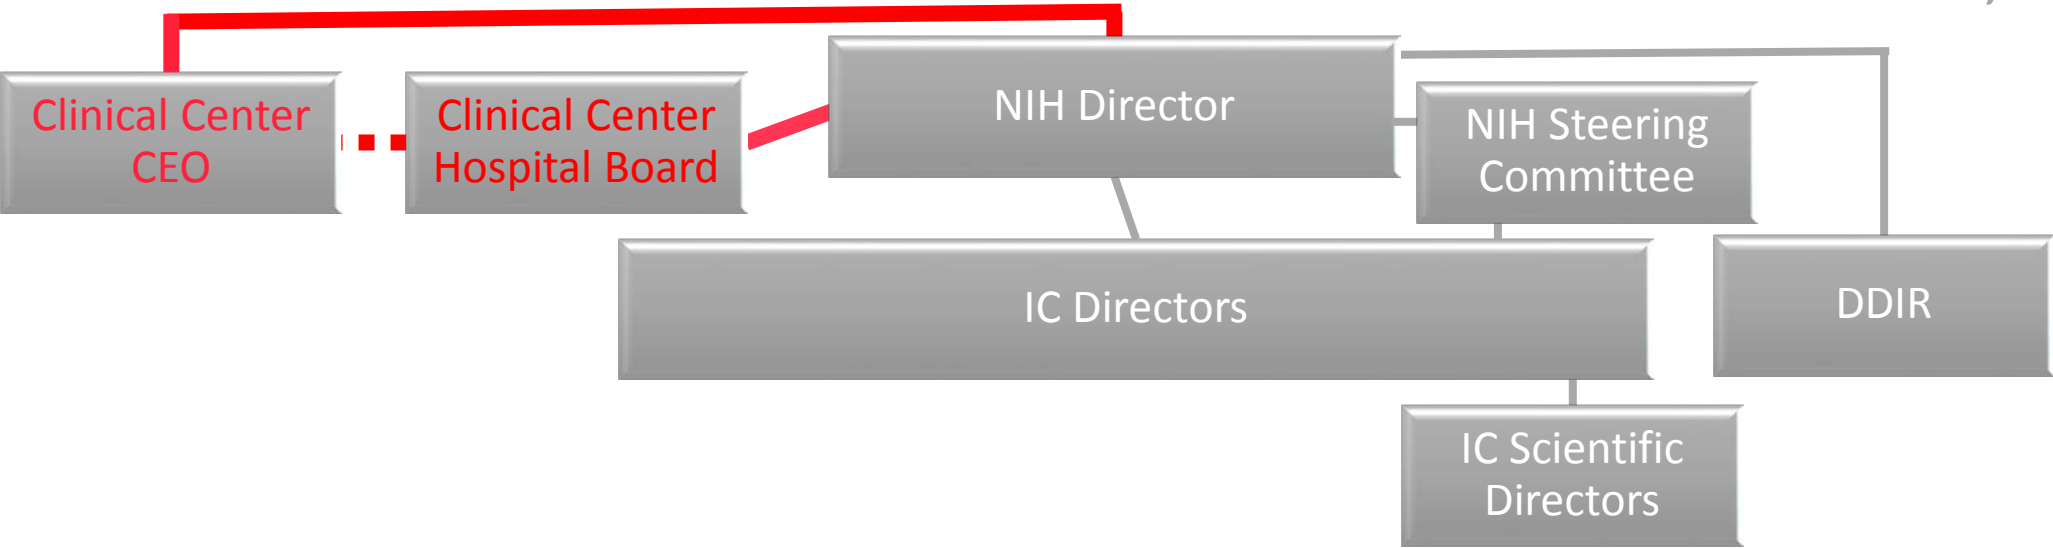 Clinical Center
CEO
Clinical Center
Hospital Board
NIH Director
NIH Steering
Committee
IC Directors
DDIR
IC Scientific
Directors